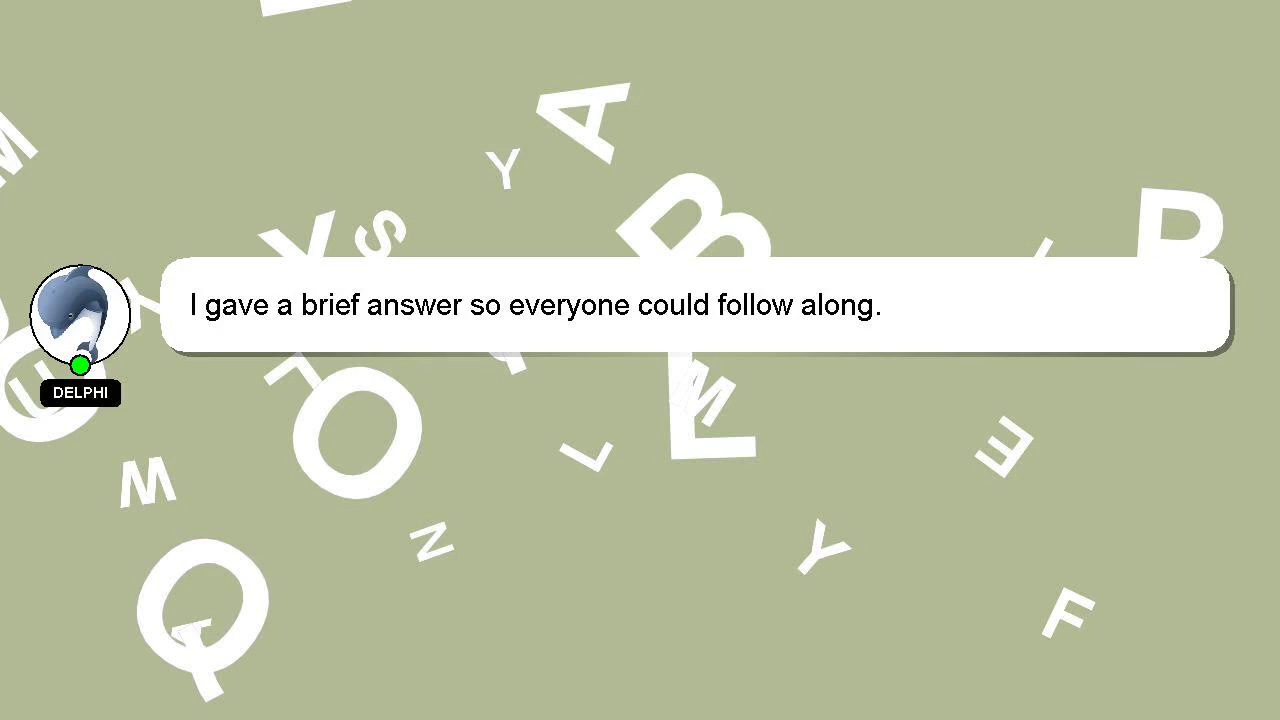 I gave a brief answer so everyone could follow along.
DELPHI
M
A
Y
B
S
Y
P
U
L
O
M
L
L
E
W
N
Y
Q
T
F